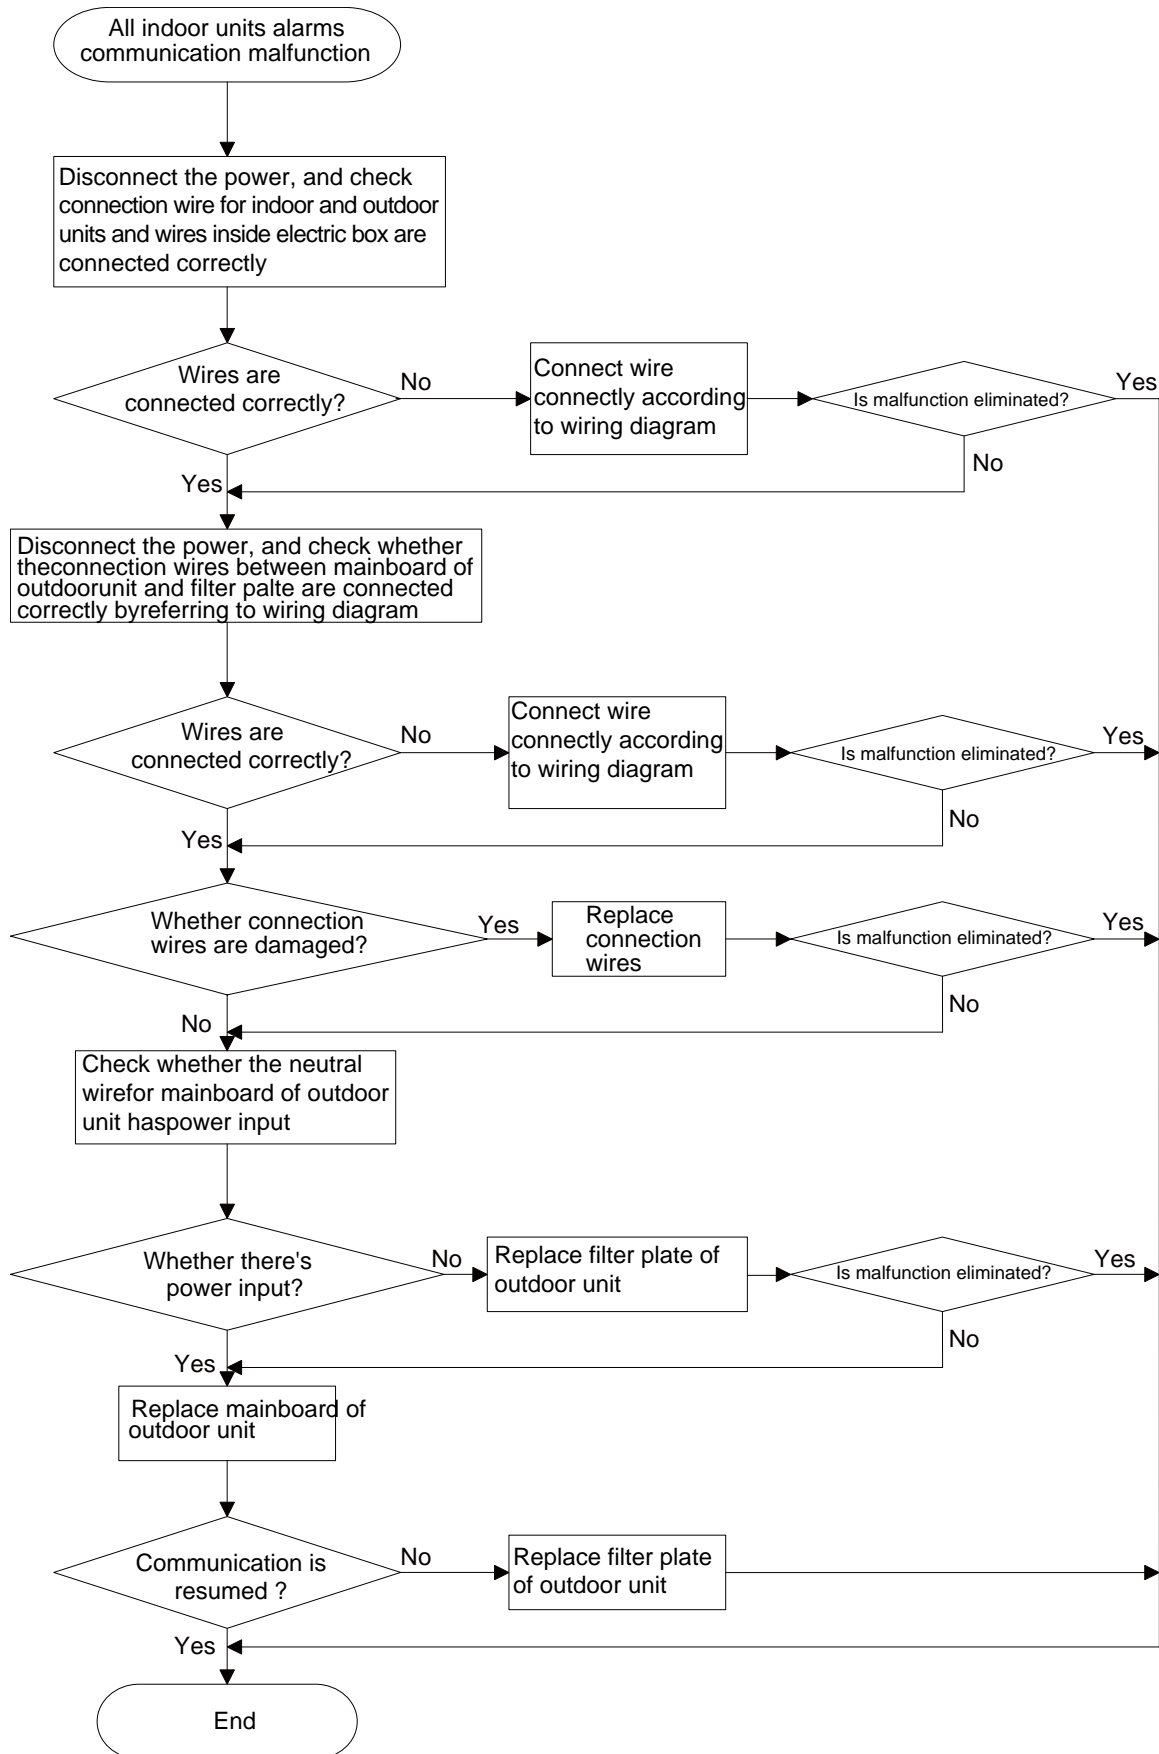 All indoor units alarms
communication malfunction
Disconnect the power, and check
connection wire for indoor and outdoor
units and wires inside electric box are
connected correctly
Wires are
connected correctly?
No
Connect wire
connectly according
to wiring diagram
Is malfunction eliminated?
Yes
No
Yes
Disconnect the power, and check whether
theconnection wires between mainboard of
outdoorunit and filter palte are connected
correctly byreferring to wiring diagram
Wires are
connected correctly?
No
Connect wire
connectly according
to wiring diagram
Is malfunction eliminated?
Yes
No
Yes
Whether connection
wires are damaged?
Yes
Replace
connection
wires
Is malfunction eliminated?
Yes
No
No
Check whether the neutral
wirefor mainboard of outdoor
unit haspower input
Whether there's
power input?
No
Replace filter plate of
outdoor unit
Is malfunction eliminated?
Yes
No
Yes
Replace mainboard of
outdoor unit
Communication is
resumed ?
No
Replace filter plate
of outdoor unit
Yes
End